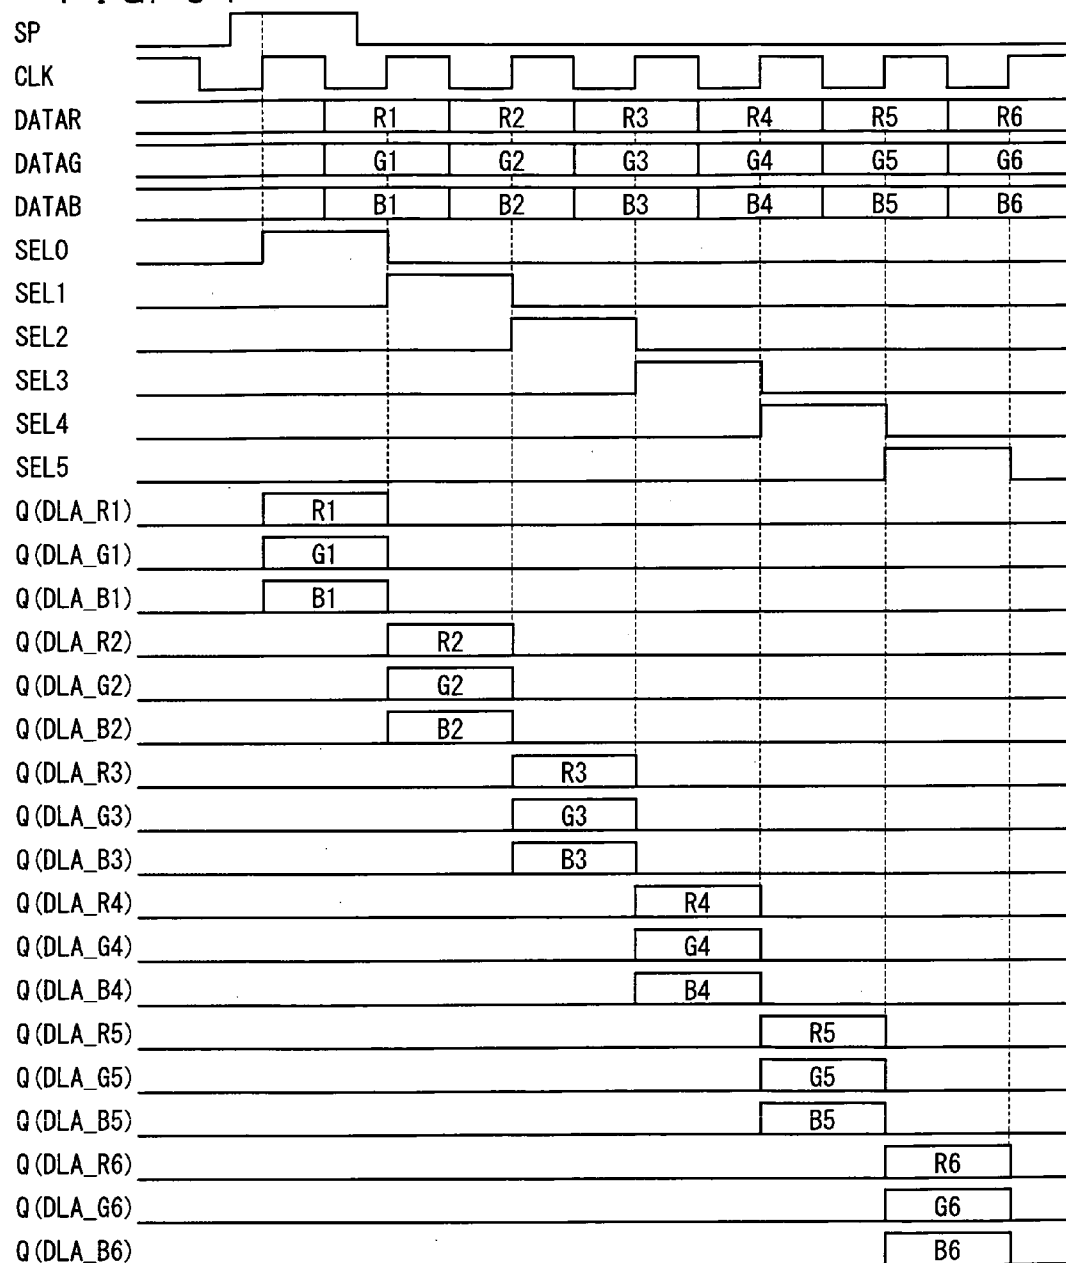 SP
CLK
DATAR R1 R2 R3 R4 R5 R6
DATAG G1 G2 G3 G4 G5 G6
DATAB B1 B2 B3 B4 B5 B6
SEL0
SEL1
SEL2
SEL3
SEL4
SEL5
Q(DLA_R1) R1
Q(DLA_G1) G1
Q(DLA_B1) B1
Q(DLA_R2) R2
Q(DLA_G2) G2
Q(DLA_B2) B2
Q(DLA_R3) R3
Q(DLA_G3) G3
Q(DLA_B3) B3
Q(DLA_R4) R4
Q(DLA_G4) G4
Q(DLA_B4) B4
Q(DLA_R5) R5
Q(DLA_G5) G5
Q(DLA_B5) B5
Q(DLA_R6) R6
Q(DLA_G6) G6
Q(DLA_B6) B6